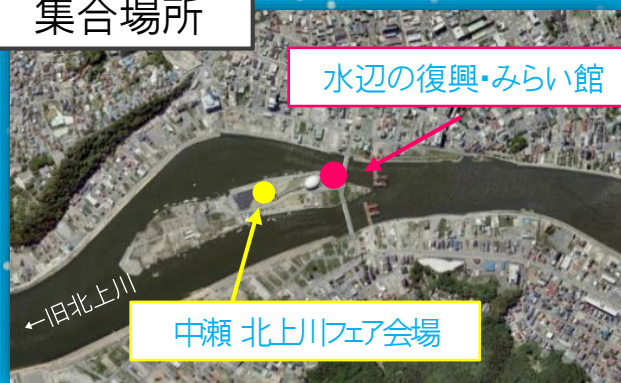 集合場所
水辺の復興・みらい館
←旧北上川
中瀬 北上川フェア会場